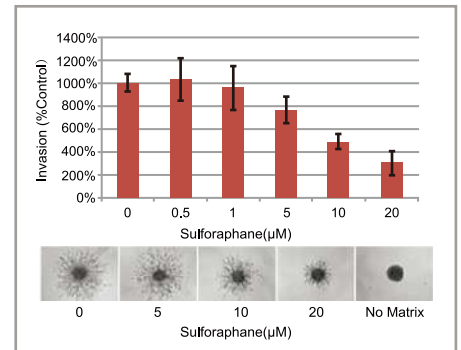 1400%
1200%
1000%
800%
600%
400%
200%
0%
Invasion (%Control)
0 0.5 1 5 10 20
Sulforaphane(µM)
0 5 10 20 No Matrix
Sulforaphane(µM)